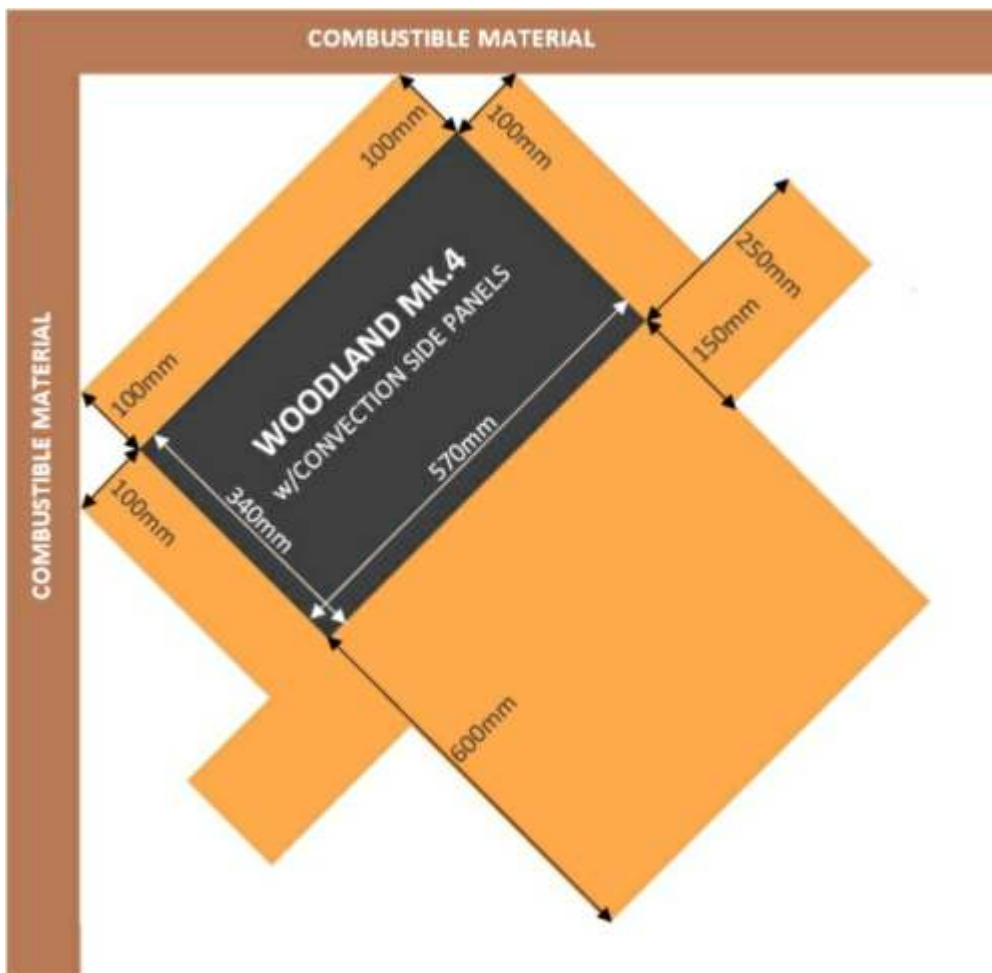 COMBUSTIBLE MATERIAL
100mm
100mm
250mm
150mm
WOODLAND MK.4
w/CONVECTION SIDE PANELS
570mm
340mm
100mm
100mm
COMBUSTIBLE MATERIAL
600mm